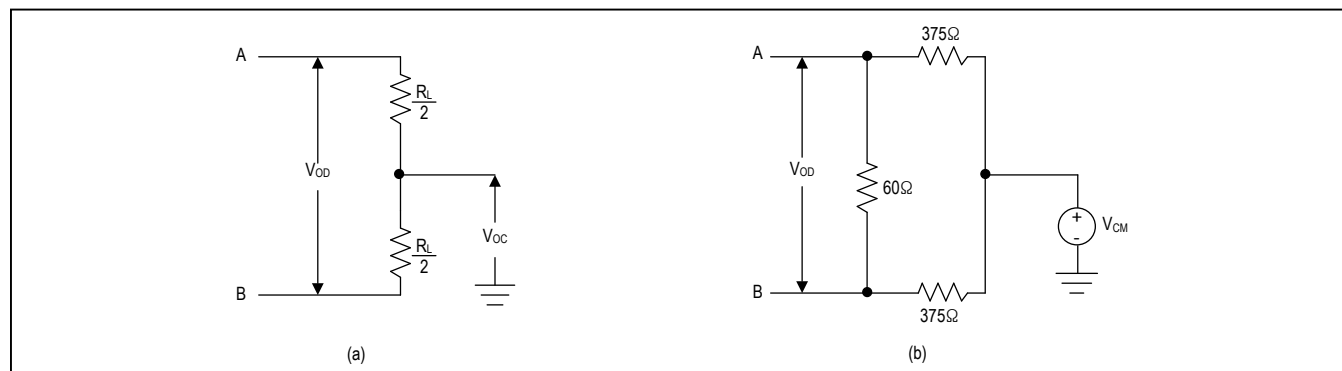 A
R_L
2
V_OD
V_OC
R_L
2
B
(a)
375Ω
A
V_OD
60Ω
V_CM
+
-
B
375Ω
(b)